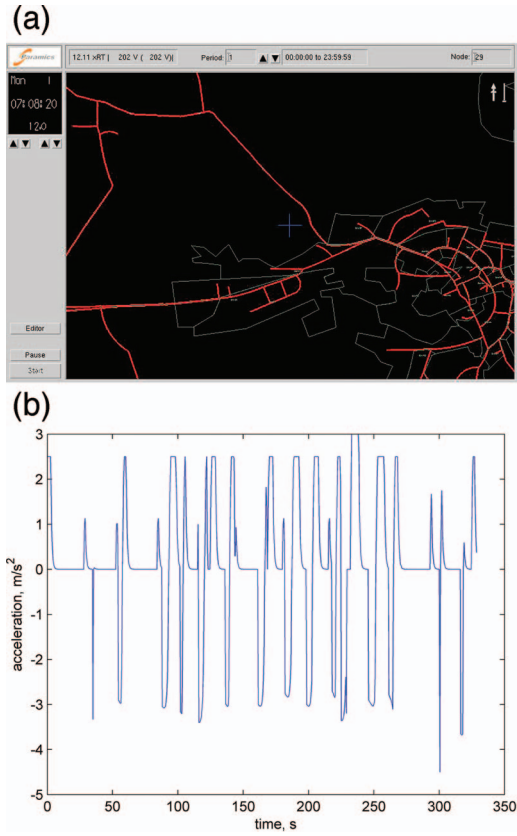 (a)
Paramics
12.11 xRT | 202 V ( 202 V)( Period: 1 00:00:00 to 23:59:59 Node: 29
Mon 1
07:08:20
120
Editor
Pause
Start
(b)
3
2
1
0
-1
-2
-3
-4
-5
acceleration, m/s²
0 50 100 150 200 250 300 350
time, s